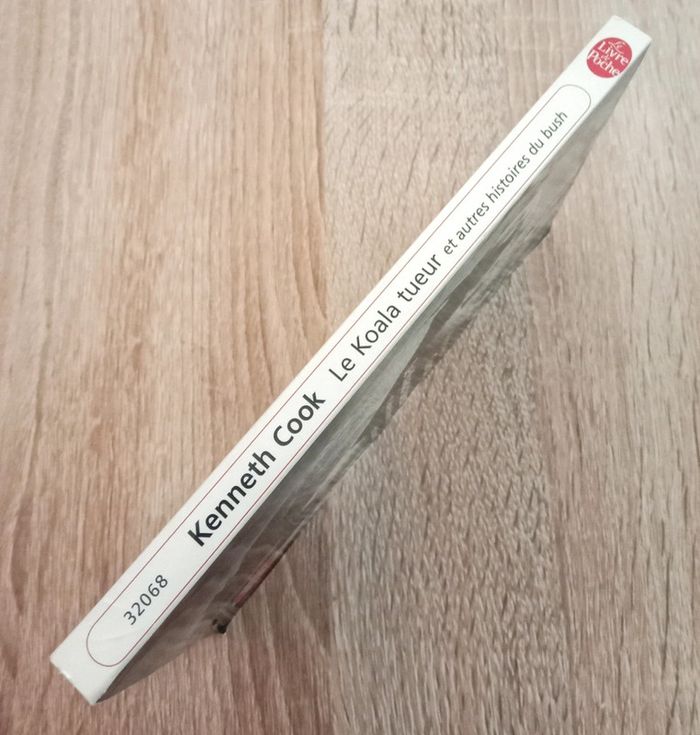 32068
Kenneth Cook Le Koala tueur et autres histoires du bush
Le
Livre
de
Poche